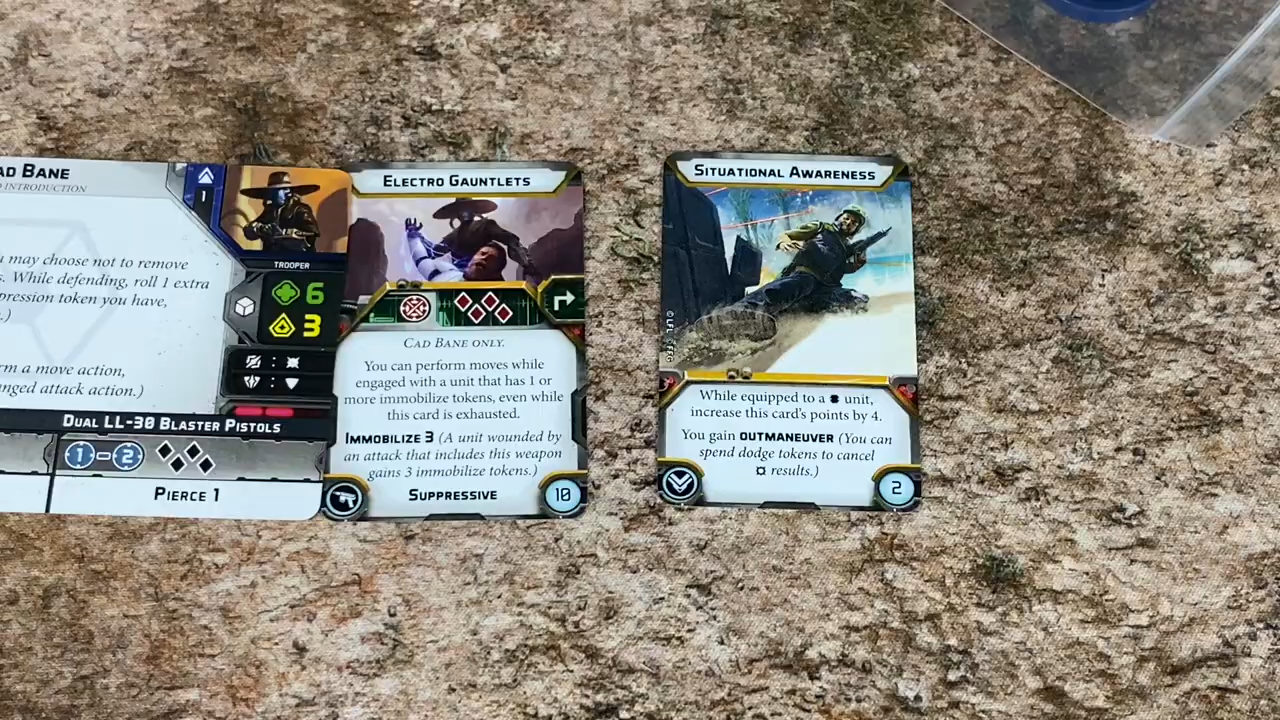 AD BANE
INTRODUCTION
1
TROOPER
u may choose not to remove
s. While defending, roll 1 extra
pression token you have,
.)
6
3
rm a move action,
nged attack action.)
DUAL LL-30 BLASTER PISTOLS
1-2
PIERCE 1
ELECTRO GAUNTLETS
CAD BANE ONLY.
You can perform moves while
engaged with a unit that has 1 or
more immobilize tokens, even while
this card is exhausted.
IMMOBILIZE 3 (A unit wounded by
an attack that includes this weapon
gains 3 immobilize tokens.)
SUPPRESSIVE
10
SITUATIONAL AWARENESS
©LFL FFG
While equipped to a unit,
increase this card's points by 4.
You gain OUTMANEUVER (You can
spend dodge tokens to cancel
results.)
2